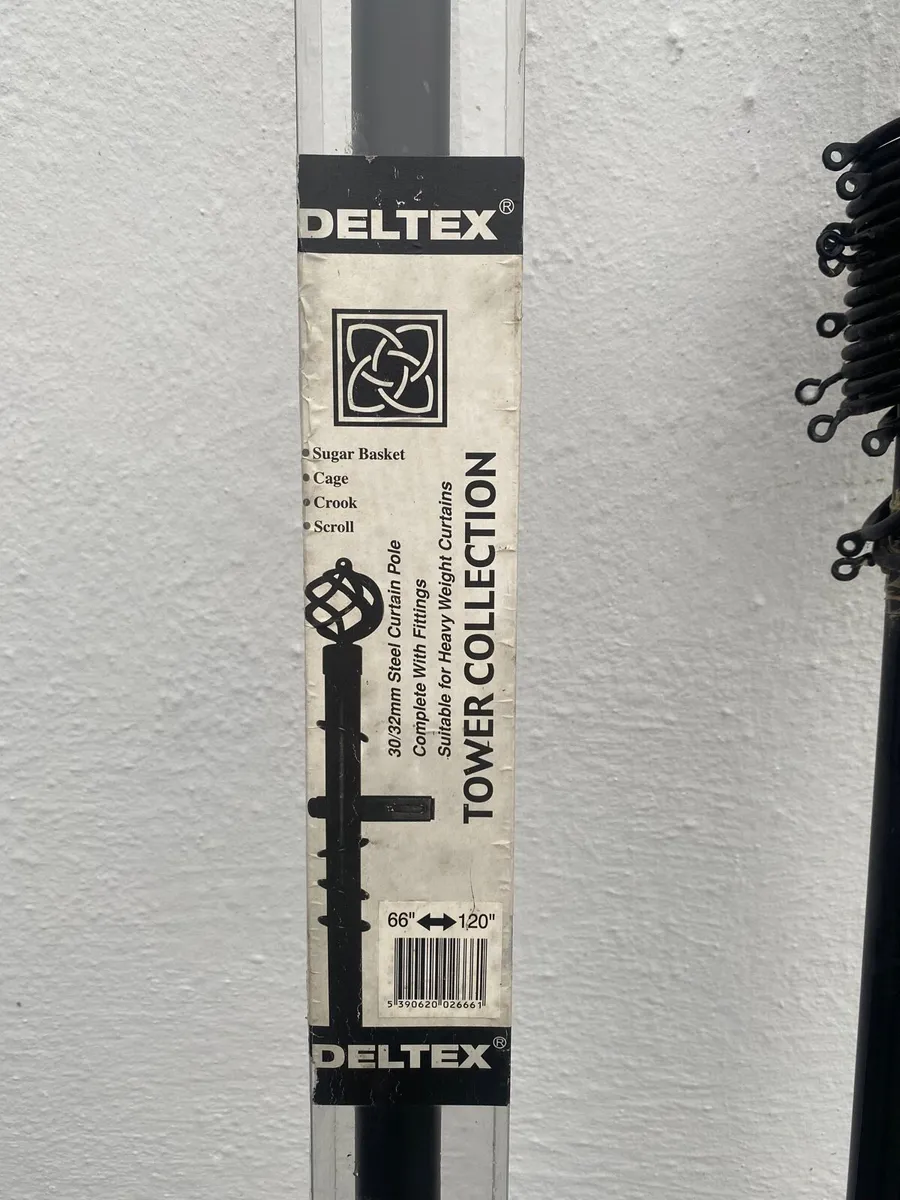 DELTEX®
• Sugar Basket
• Cage
• Crook
• Scroll
30/32mm Steel Curtain Pole
Complete With Fittings
Suitable for Heavy Weight Curtains
TOWER COLLECTION
66" ↔ 120"
5 390620 026661
DELTEX®